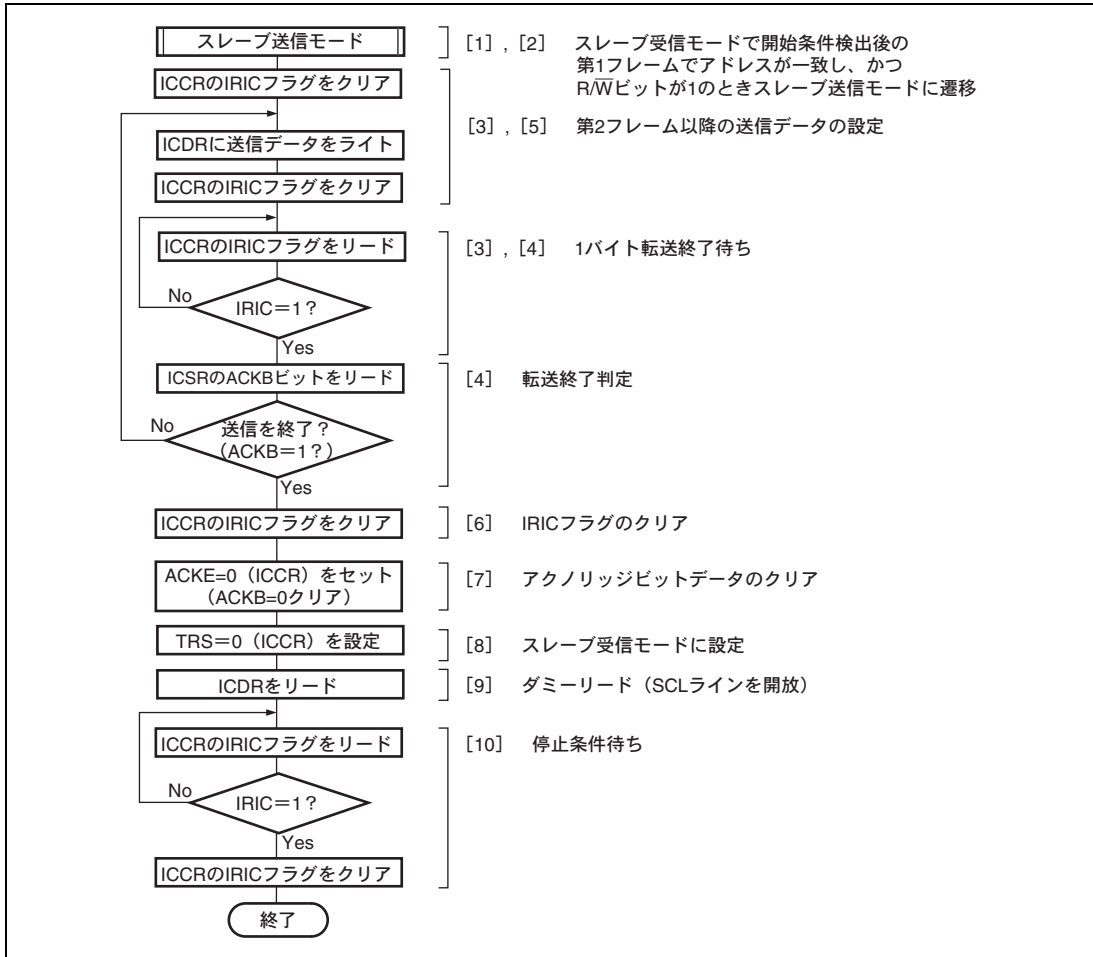 スレーブ送信モード
[1] , [2] スレーブ受信モードで開始条件検出後の
第1フレームでアドレスが一致し、かつ
R/W̅ビットが1のときスレーブ送信モードに遷移
ICCRのIRICフラグをクリア
[3] , [5] 第2フレーム以降の送信データの設定
ICDRに送信データをライト
ICCRのIRICフラグをクリア
ICCRのIRICフラグをリード
[3] , [4] 1バイト転送終了待ち
No
IRIC=1?
Yes
ICSRのACKBビットをリード
[4] 転送終了判定
No
送信を終了?
(ACKB=1?)
Yes
ICCRのIRICフラグをクリア
[6] IRICフラグのクリア
ACKE=0(ICCR)をセット
(ACKB=0クリア)
[7] アクノリッジビットデータのクリア
TRS=0(ICCR)を設定
[8] スレーブ受信モードに設定
ICDRをリード
[9] ダミーリード(SCLラインを開放)
ICCRのIRICフラグをリード
[10] 停止条件待ち
No
IRIC=1?
Yes
ICCRのIRICフラグをクリア
終了